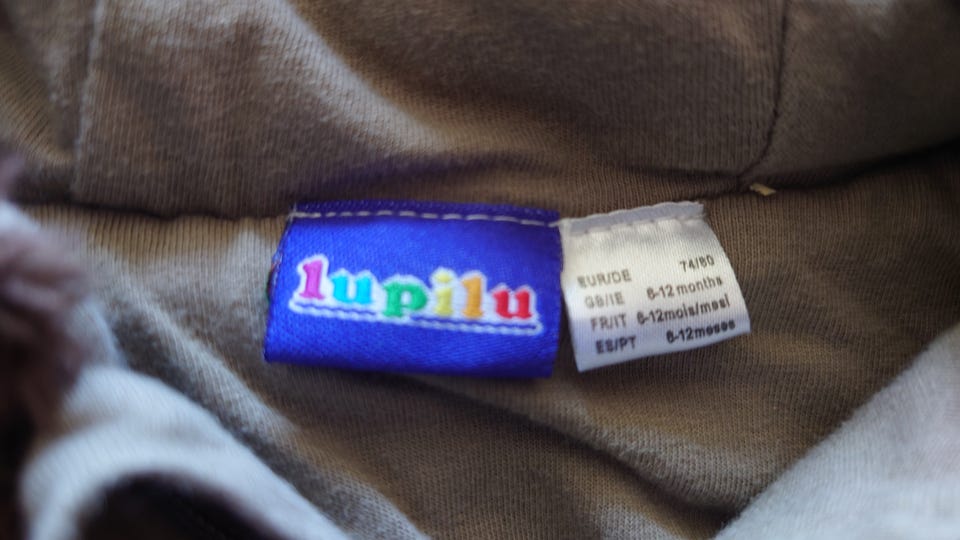 lupilu
EUR/DE 74/80
GB/IE 6-12 months
FR/IT 6-12mois/mesi
ES/PT 6-12meses